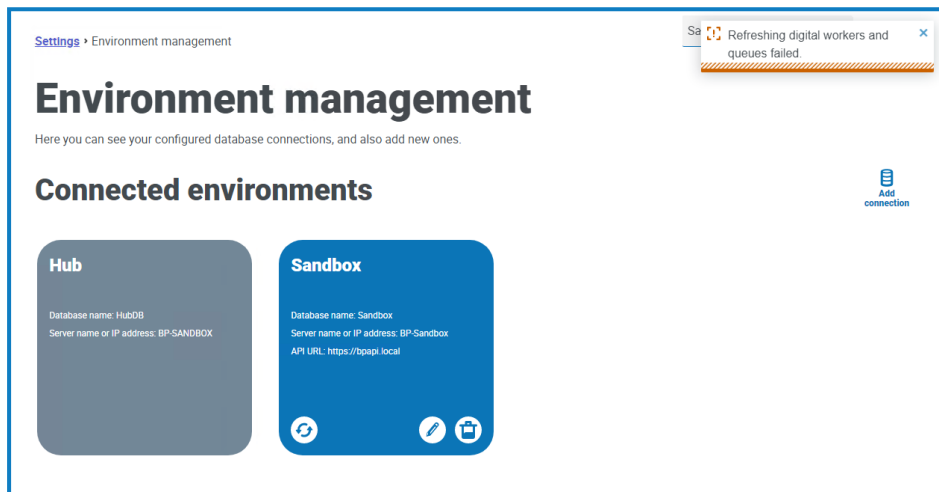 Settings • Environment management
Sa
Refreshing digital workers and
queues failed.
Environment management
Here you can see your configured database connections, and also add new ones.
Connected environments
Add
connection
Hub
Database name: HubDB
Server name or IP address: BP-SANDBOX
Sandbox
Database name: Sandbox
Server name or IP address: BP-Sandbox
API URL: https://bpapi.local